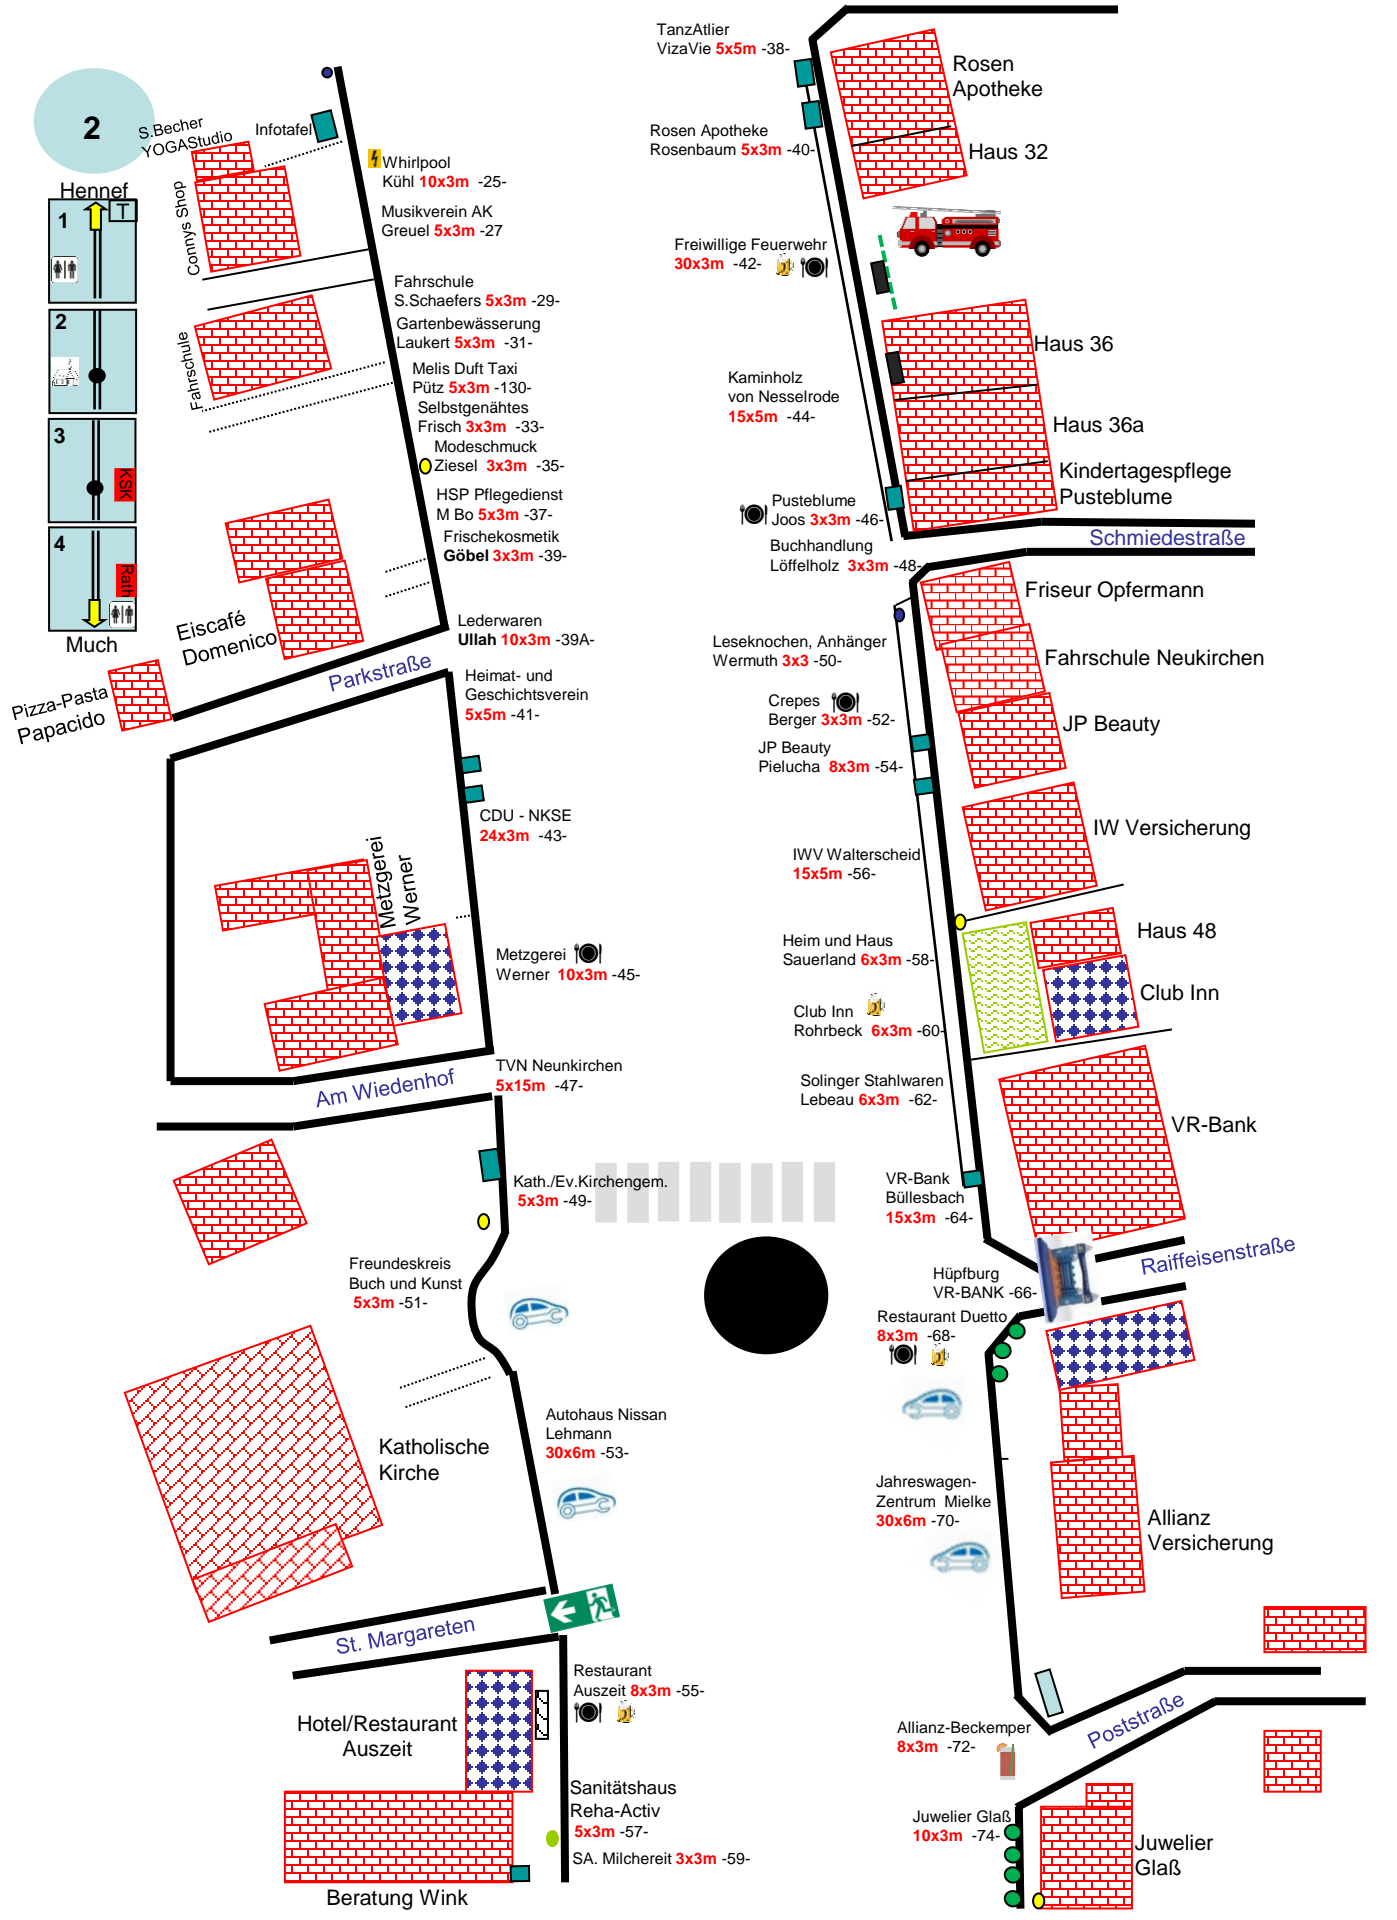 2
Hennef
1
T
2
3
KSK
4
Rath
Much
S.Becher
YOGAStudio
Infotafel
Connys Shop
Fahrschule
Whirlpool
Kühl 10x3m -25-
Musikverein AK
Greuel 5x3m -27
Fahrschule
S.Schaefers 5x3m -29-
Gartenbewässerung
Laukert 5x3m -31-
Melis Duft Taxi
Pütz 5x3m -130-
Selbstgenähtes
Frisch 3x3m -33-
Modeschmuck
Ziesel 3x3m -35-
HSP Pflegedienst
M Bo 5x3m -37-
Frischekosmetik
Göbel 3x3m -39-
Eiscafé
Domenico
Lederwaren
Ullah 10x3m -39A-
Pizza-Pasta
Papacido
Parkstraße
Heimat- und
Geschichtsverein
5x5m -41-
CDU - NKSE
24x3m -43-
Metzgerei
Werner
Metzgerei
Werner 10x3m -45-
Am Wiedenhof
TVN Neunkirchen
5x15m -47-
Kath./Ev.Kirchengem.
5x3m -49-
Freundeskreis
Buch und Kunst
5x3m -51-
Katholische
Kirche
Autohaus Nissan
Lehmann
30x6m -53-
St. Margareten
Restaurant
Auszeit 8x3m -55-
Hotel/Restaurant
Auszeit
Sanitätshaus
Reha-Activ
5x3m -57-
SA. Milchereit 3x3m -59-
Beratung Wink
TanzAtlier
VizaVie 5x5m -38-
Rosen
Apotheke
Rosen Apotheke
Rosenbaum 5x3m -40-
Haus 32
Freiwillige Feuerwehr
30x3m -42-
Haus 36
Kaminholz
von Nesselrode
15x5m -44-
Haus 36a
Kindertagespflege
Pusteblume
Pusteblume
Joos 3x3m -46-
Schmiedestraße
Buchhandlung
Löffelholz 3x3m -48-
Friseur Opfermann
Leseknochen, Anhänger
Wermuth 3x3 -50-
Fahrschule Neukirchen
Crepes
Berger 3x3m -52-
JP Beauty
JP Beauty
Pielucha 8x3m -54-
IW Versicherung
IWV Walterscheid
15x5m -56-
Haus 48
Heim und Haus
Sauerland 6x3m -58-
Club Inn
Club Inn
Rohrbeck 6x3m -60-
Solinger Stahlwaren
Lebeau 6x3m -62-
VR-Bank
VR-Bank
Büllesbach
15x3m -64-
Raiffeisenstraße
Hüpfburg
VR-BANK -66-
Restaurant Duetto
8x3m -68-
Jahreswagen-
Zentrum Mielke
30x6m -70-
Allianz
Versicherung
Poststraße
Allianz-Beckemper
8x3m -72-
Juwelier Glaß
10x3m -74-
Juwelier
Glaß